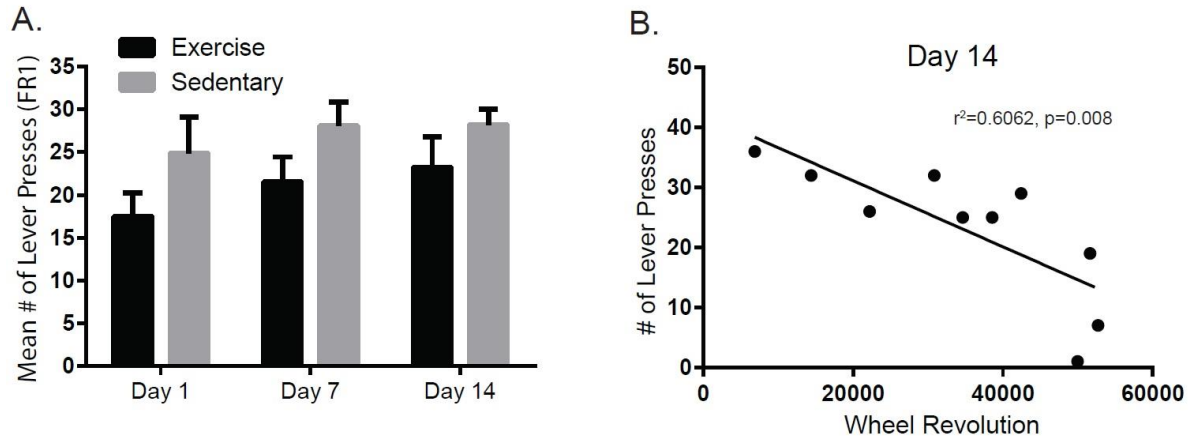 A.
Exercise
Sedentary
Mean # of Lever Presses (FR1)
35
30
25
20
15
10
5
0
Day 1
Day 7
Day 14
B.
Day 14
r²=0.6062, p=0.008
# of Lever Presses
50
40
30
20
10
0
0
20000
40000
60000
Wheel Revolution